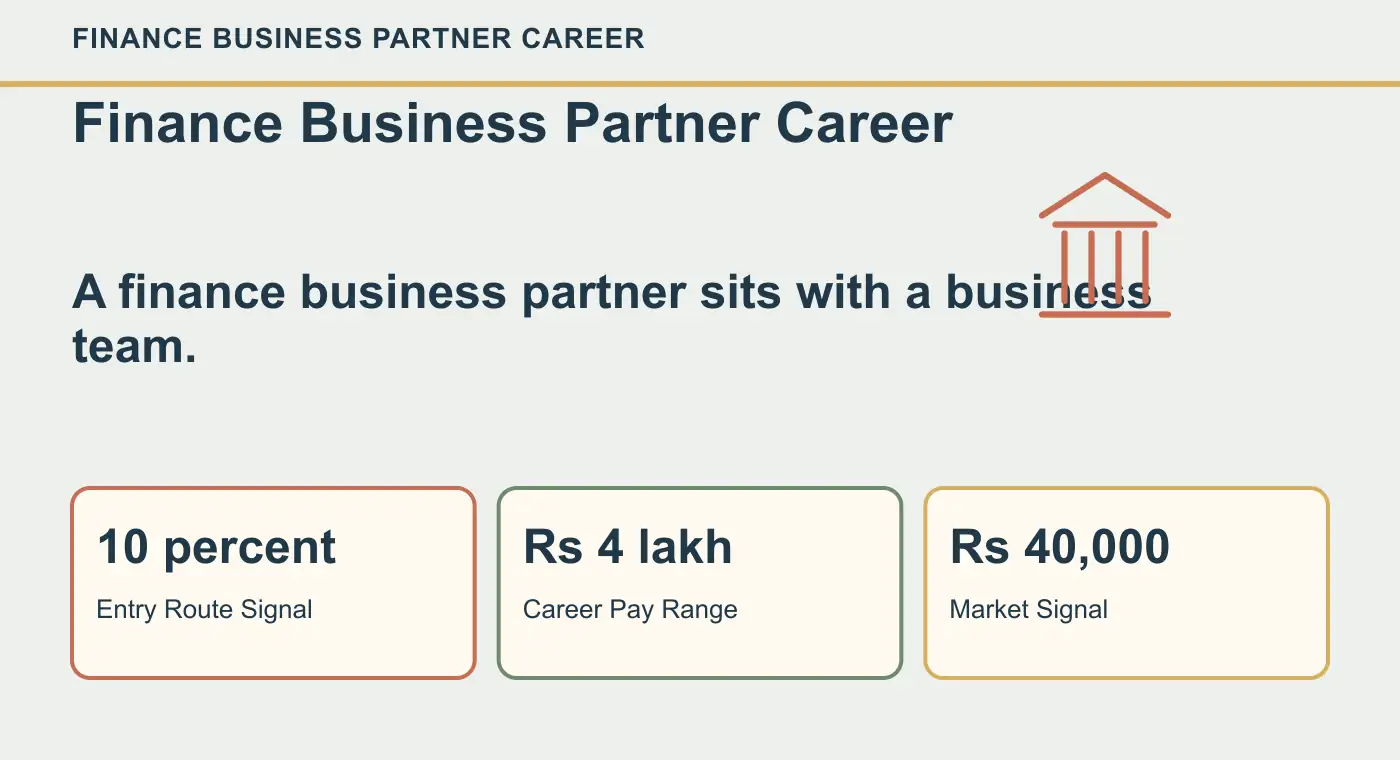 FINANCE BUSINESS PARTNER CAREER
Finance Business Partner Career
A finance business partner sits with a business
team.
10 percent
Entry Route Signal
Rs 4 lakh
Career Pay Range
Rs 40,000
Market Signal